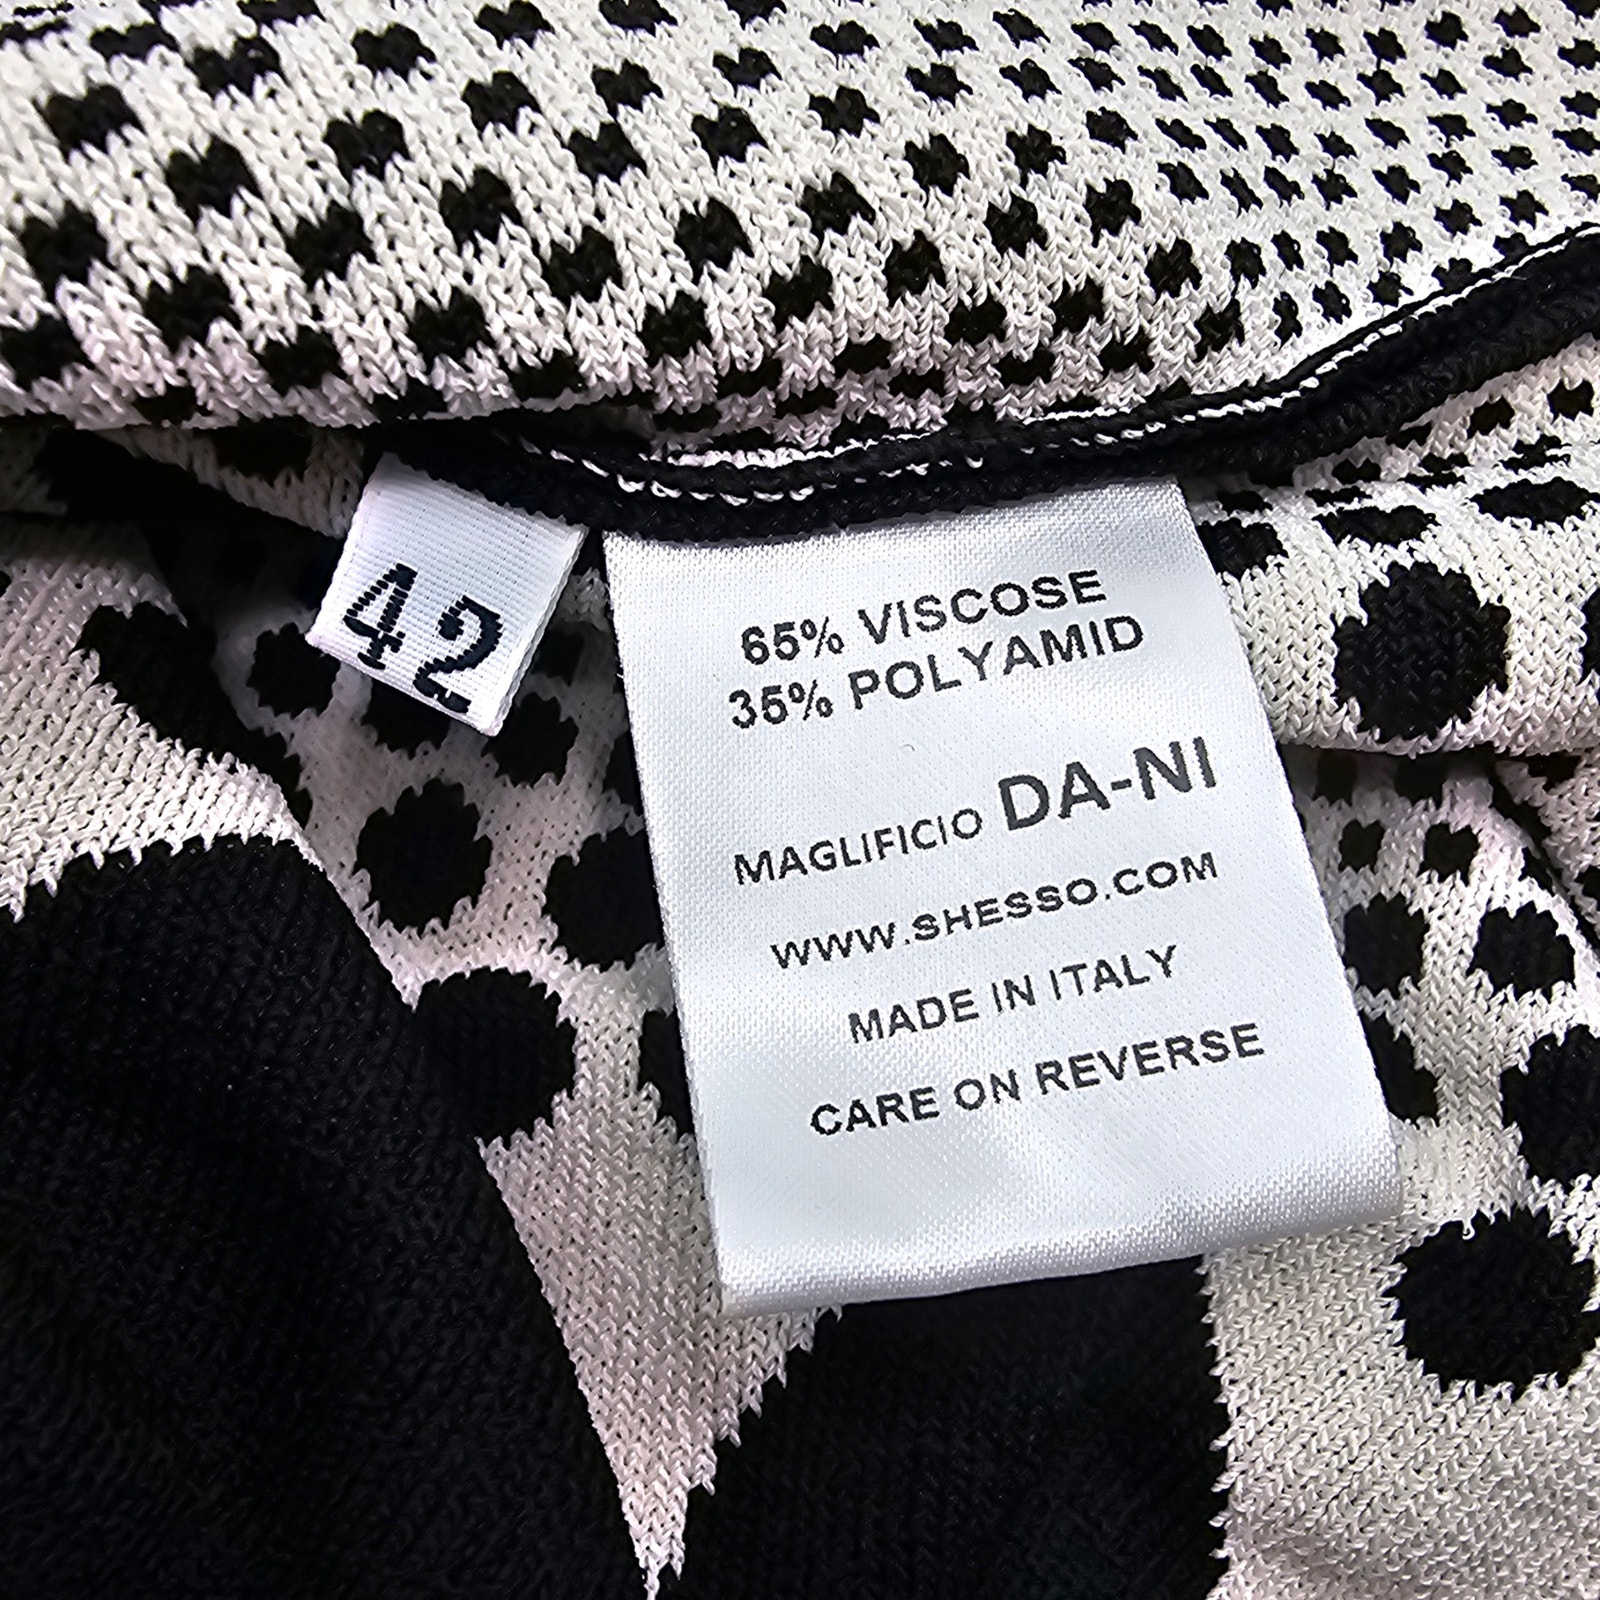 42
65% VISCOSE
35% POLYAMID
MAGLIFICIO DA-NI
WWW.SHESSO.COM
MADE IN ITALY
CARE ON REVERSE